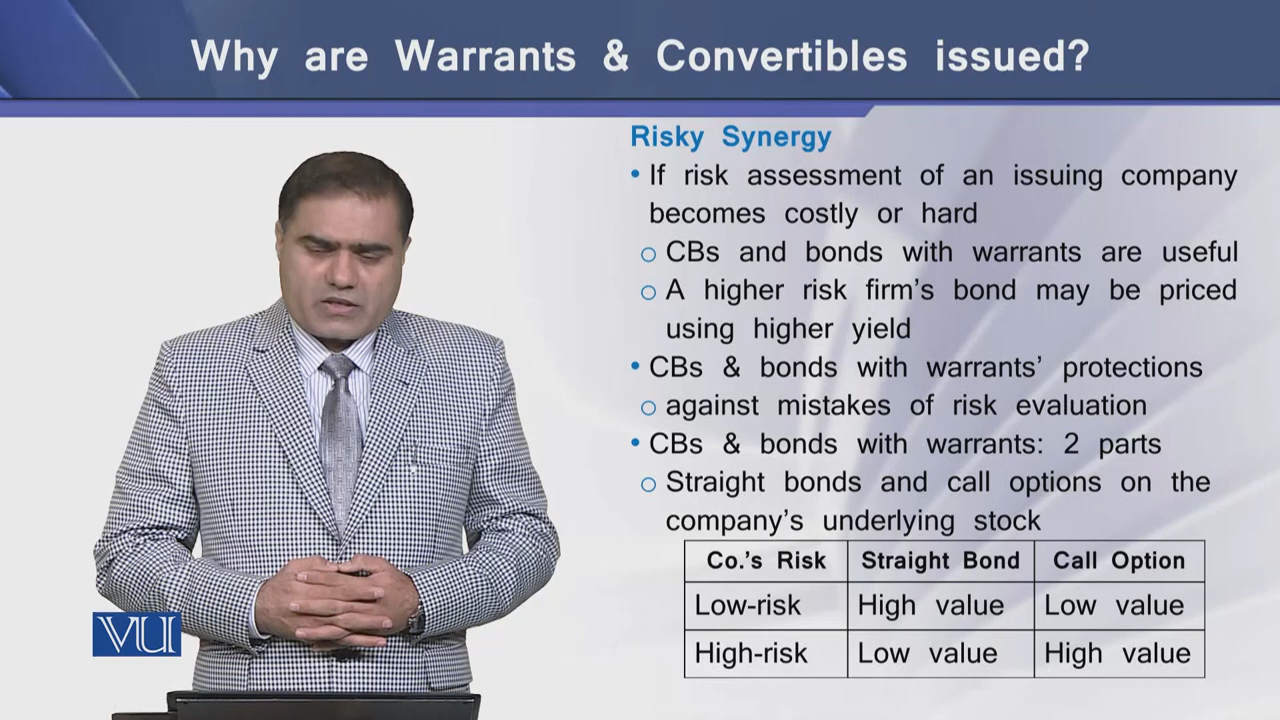 Why are Warrants & Convertibles issued?
Risky Synergy
• If risk assessment of an issuing company
becomes costly or hard
o CBs and bonds with warrants are useful
o A higher risk firm's bond may be priced
using higher yield
• CBs & bonds with warrants' protections
o against mistakes of risk evaluation
• CBs & bonds with warrants: 2 parts
o Straight bonds and call options on the
company's underlying stock
Co.'s Risk Straight Bond Call Option
Low-risk High value Low value
High-risk Low value High value
VU